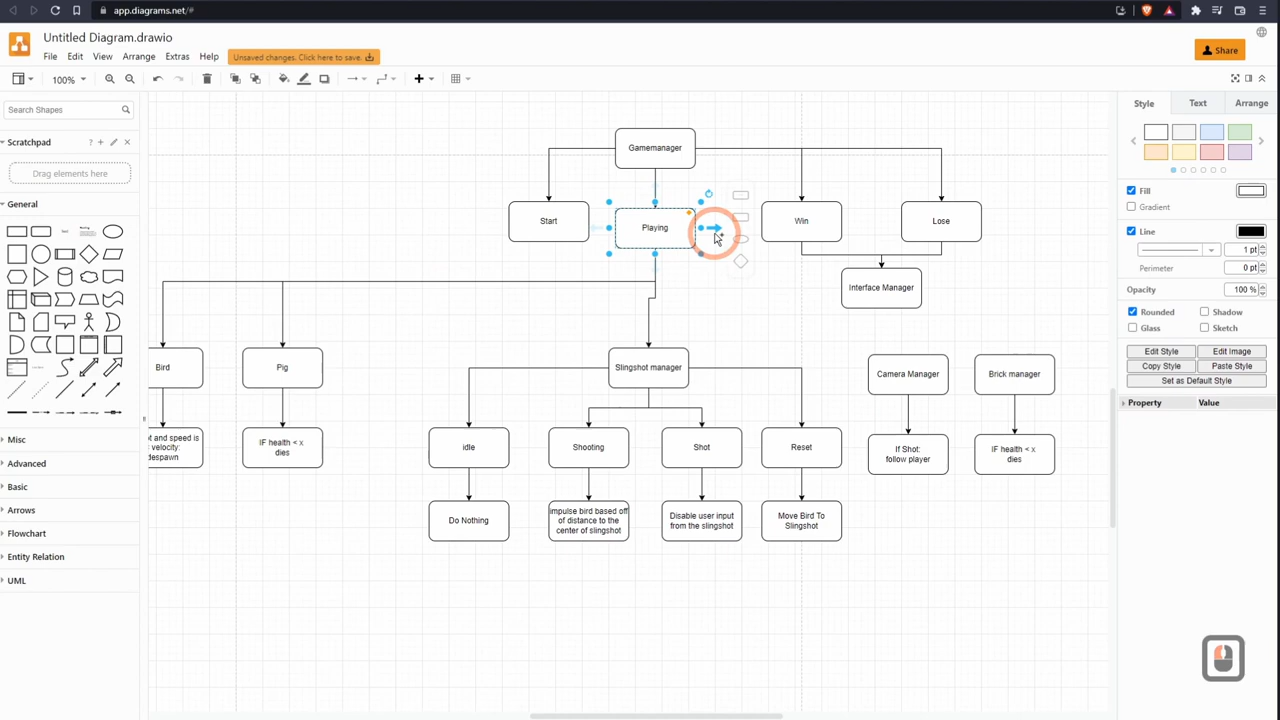 app.diagrams.net/#
Untitled Diagram.drawio
File Edit View Arrange Extras Help
Unsaved changes. Click here to save.
Share
100%
Search Shapes
Scratchpad
?
Drag elements here
General
Misc
Advanced
Basic
Arrows
Flowchart
Entity Relation
UML
Gamemanager
Start
Playing
Win
Lose
Interface Manager
Bird
Pig
Slingshot manager
Camera Manager
Brick manager
ot and speed is
velocity:
despawn
IF health < x
dies
idle
Shooting
Shot
Reset
If Shot:
follow player
IF health < x
dies
Do Nothing
Impulse bird based off
of distance to the
center of slingshot
Disable user input
from the slingshot
Move Bird To
Slingshot
Style Text Arrange
Fill
Gradient
Line
1 pt
Perimeter
0 pt
Opacity
100 %
Rounded
Shadow
Glass
Sketch
Edit Style
Edit Image
Copy Style
Paste Style
Set as Default Style
Property
Value